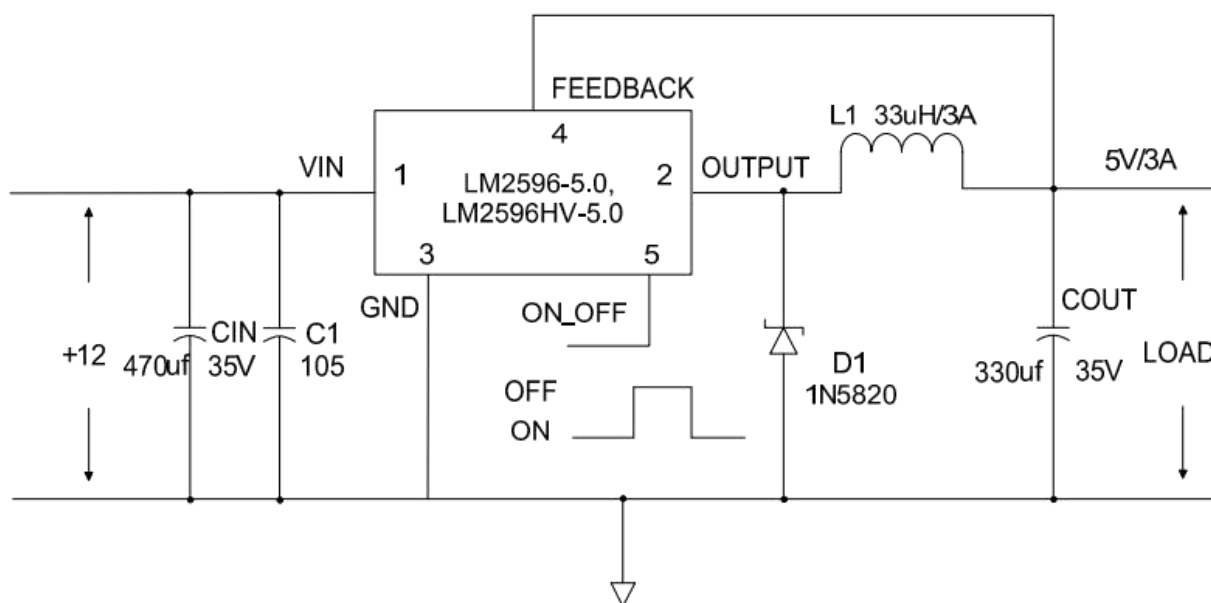 FEEDBACK
L1 33uH/3A
4
VIN
1
LM2596-5.0,
2
OUTPUT
5V/3A
LM2596HV-5.0
3
5
GND
ON_OFF
COUT
+12
470uf
CIN
35V
C1
105
D1
1N5820
330uf
35V
LOAD
OFF
ON